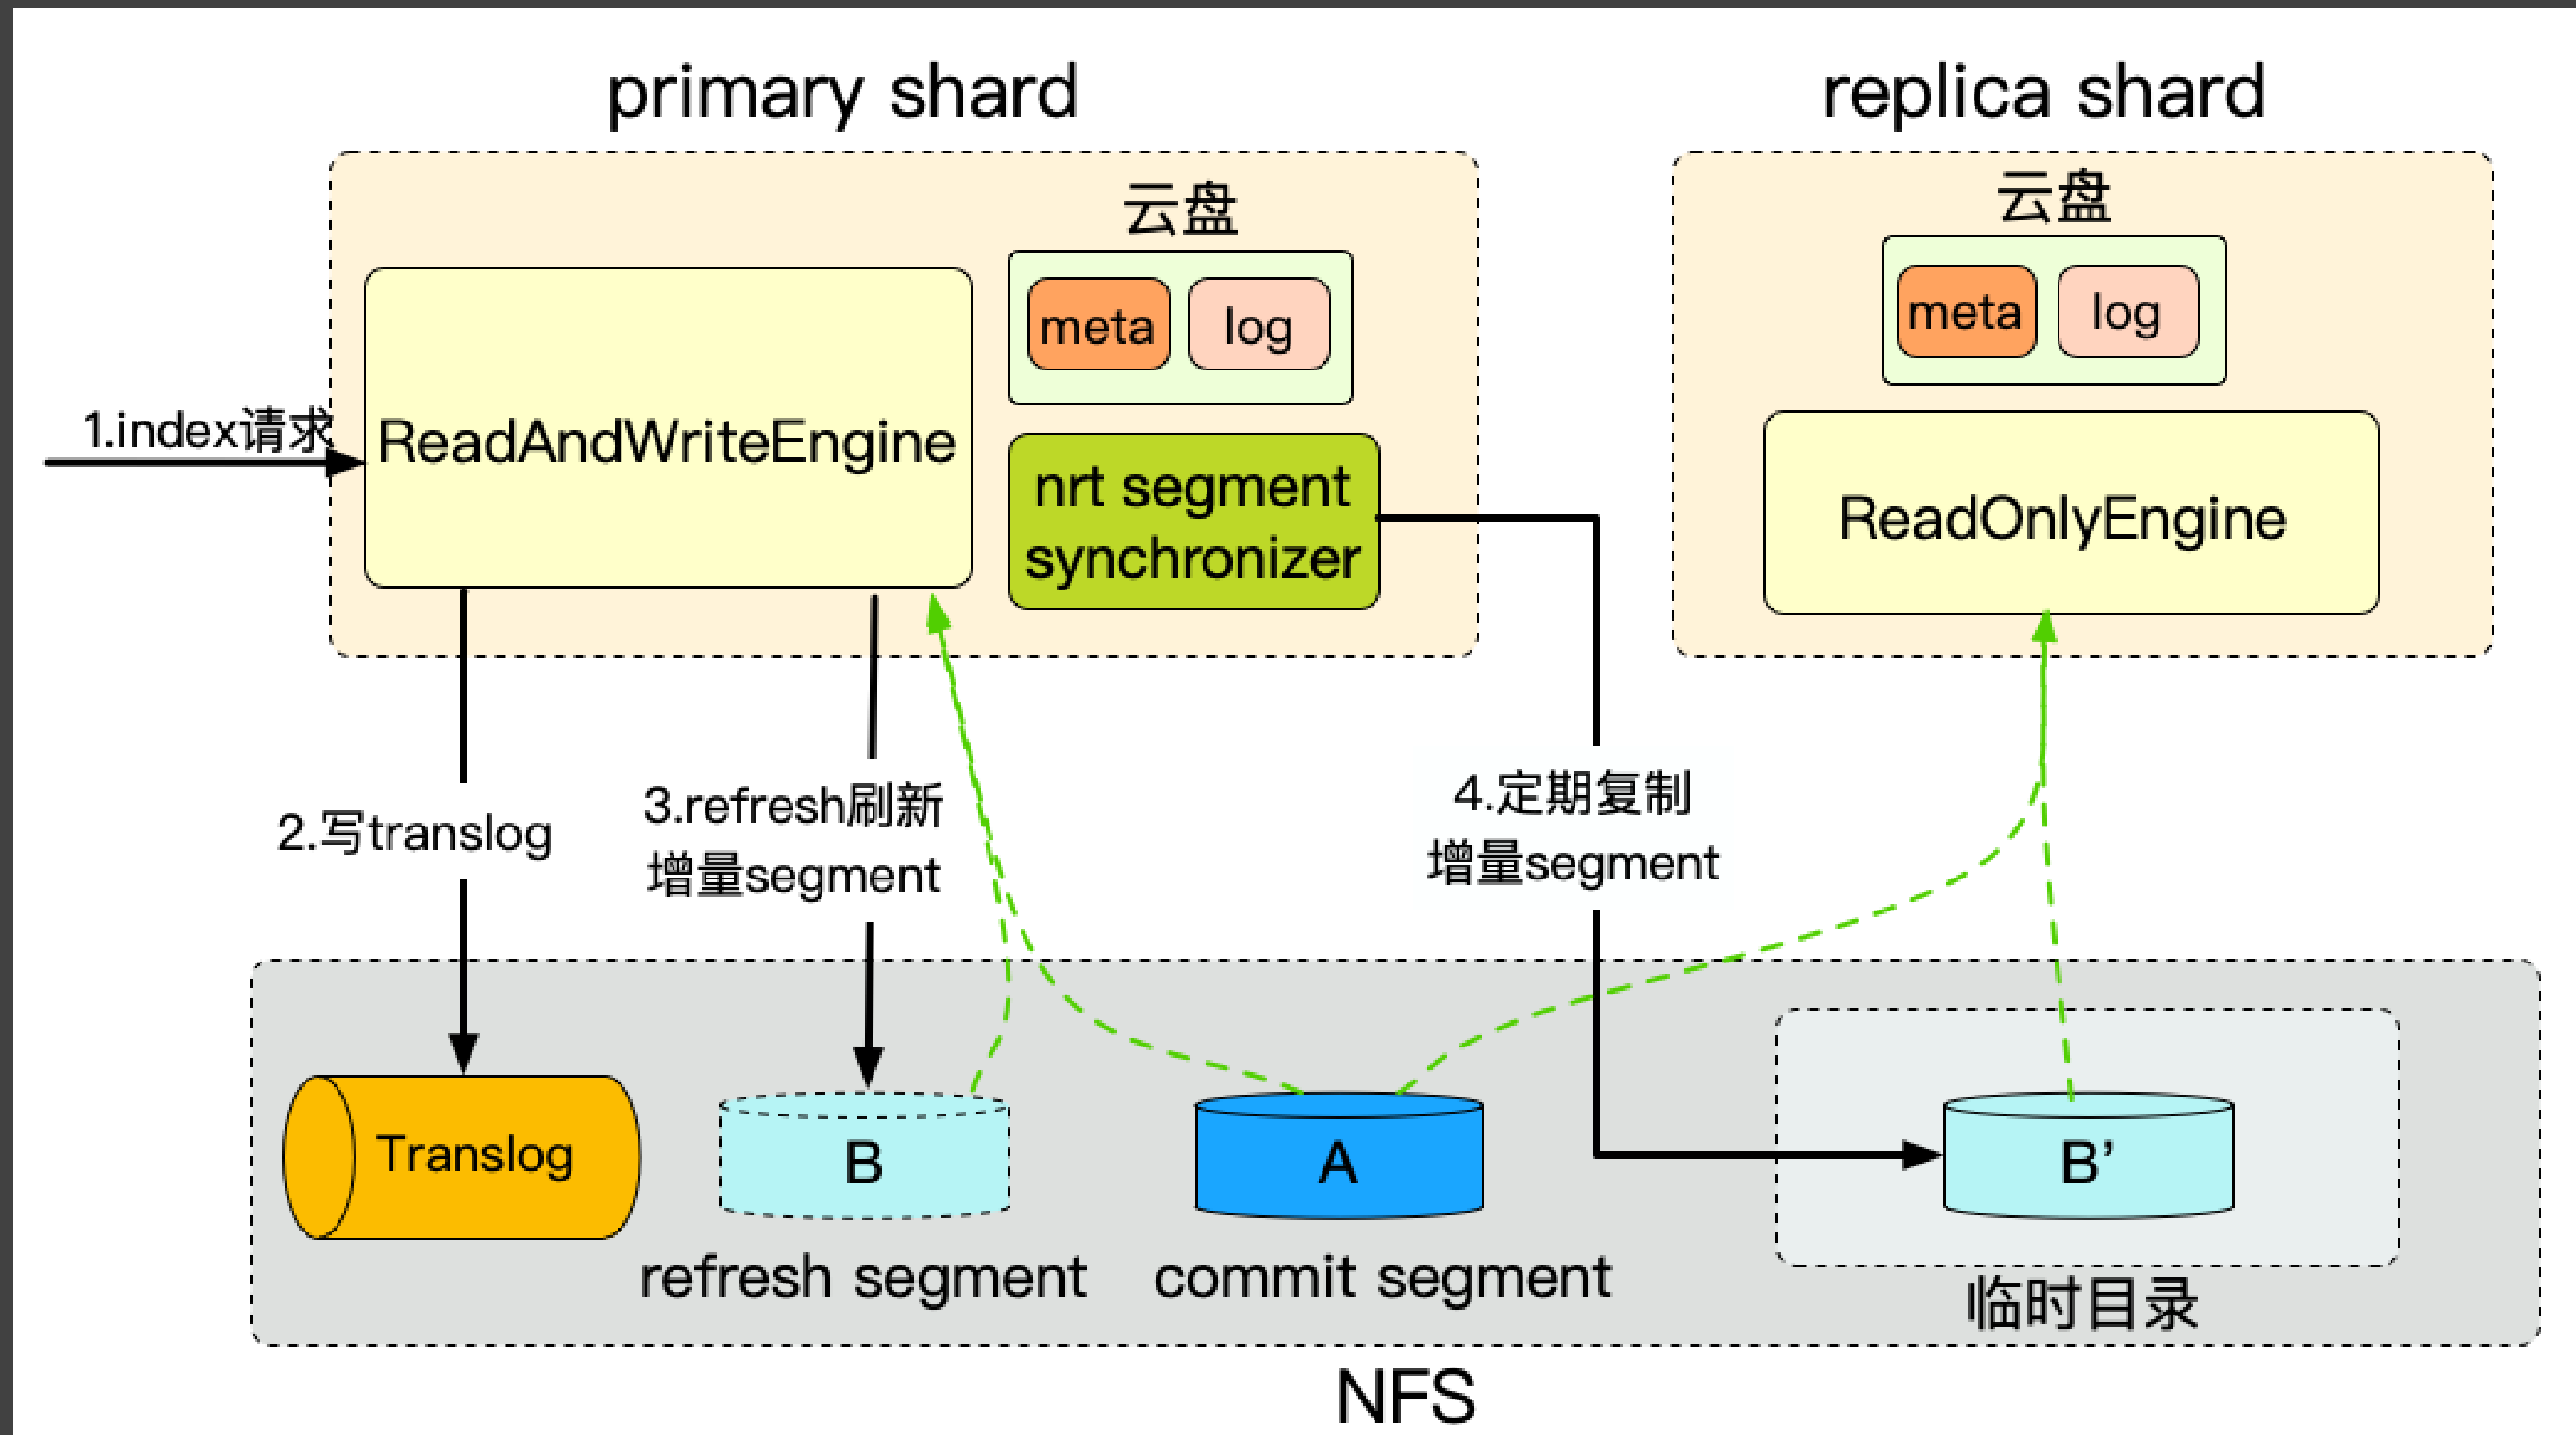 primary shard
replica shard
云盘
meta
log
云盘
meta
log
1.index请求
ReadAndWriteEngine
nrt segment
synchronizer
ReadOnlyEngine
2.写translog
3.refresh刷新
增量segment
4.定期复制
增量segment
Translog
B
A
B’
refresh segment
commit segment
临时目录
NFS